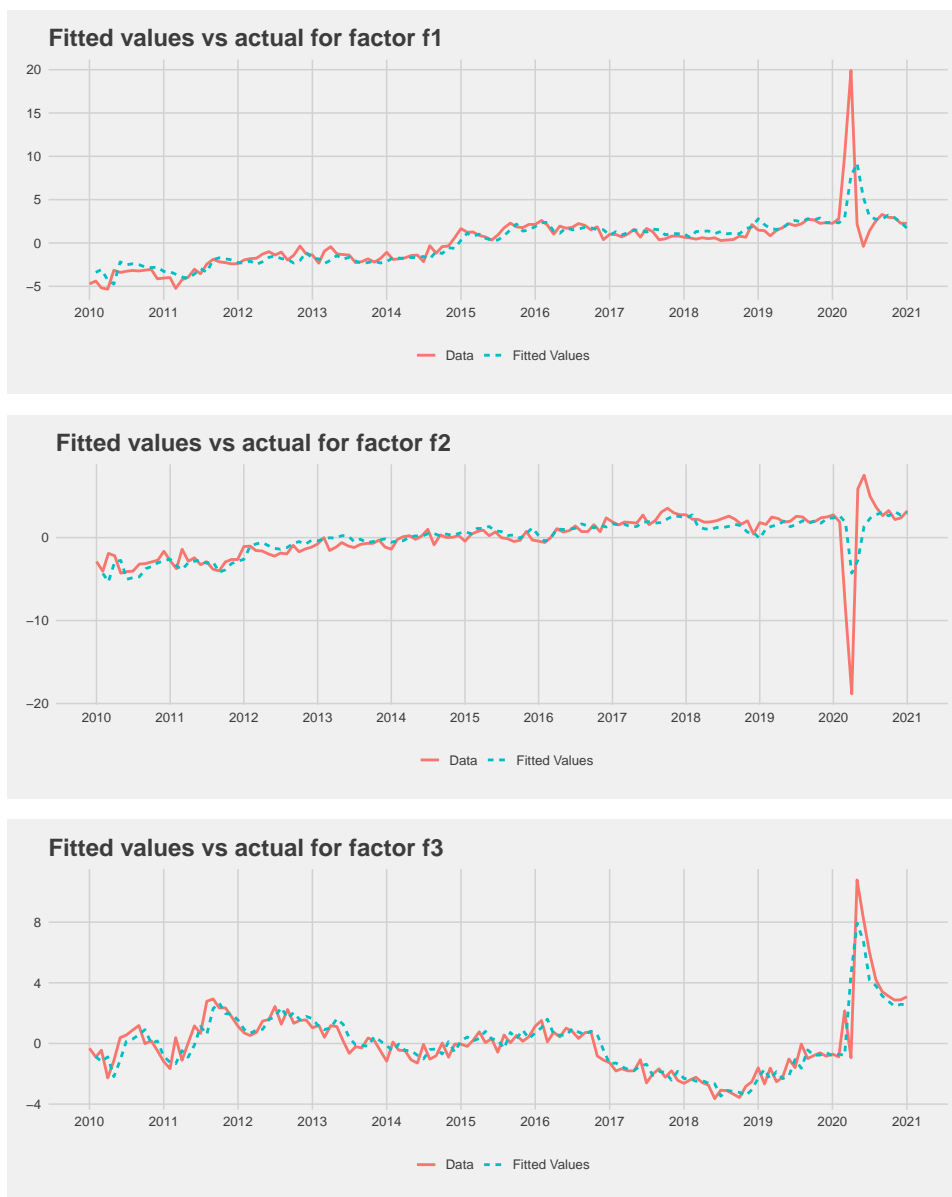 Fitted values vs actual for factor f1
20
15
10
5
0
−5
2010 2011 2012 2013 2014 2015 2016 2017 2018 2019 2020 2021
Data Fitted Values
Fitted values vs actual for factor f2
0
−10
−20
2010 2011 2012 2013 2014 2015 2016 2017 2018 2019 2020 2021
Data Fitted Values
Fitted values vs actual for factor f3
8
4
0
−4
2010 2011 2012 2013 2014 2015 2016 2017 2018 2019 2020 2021
Data Fitted Values